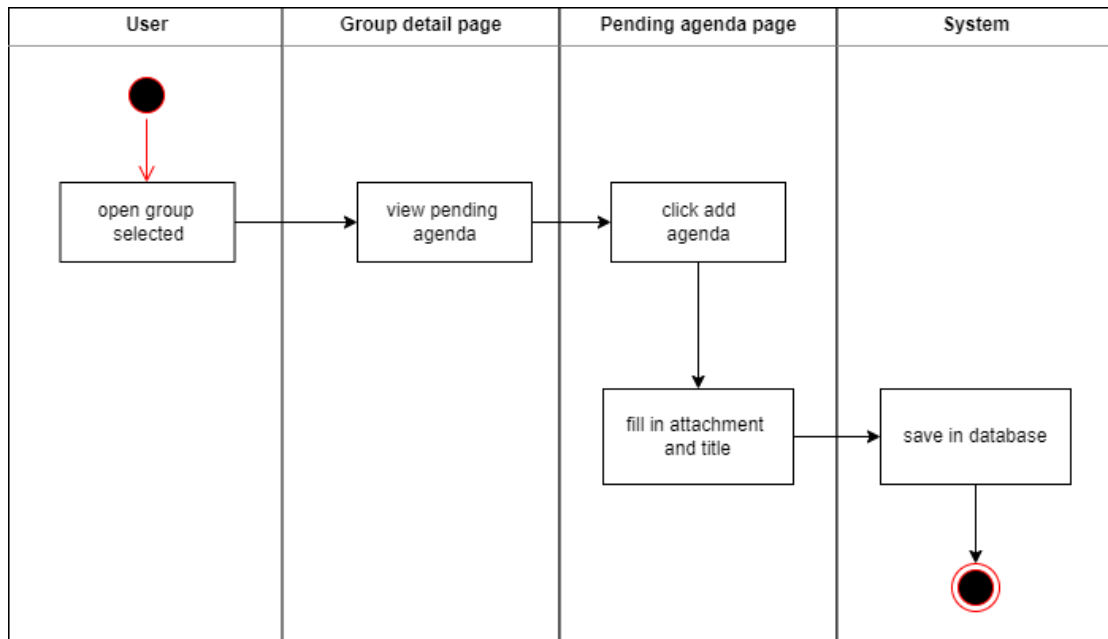 User
Group detail page
Pending agenda page
System
open group
selected
view pending
agenda
click add
agenda
fill in attachment
and title
save in database